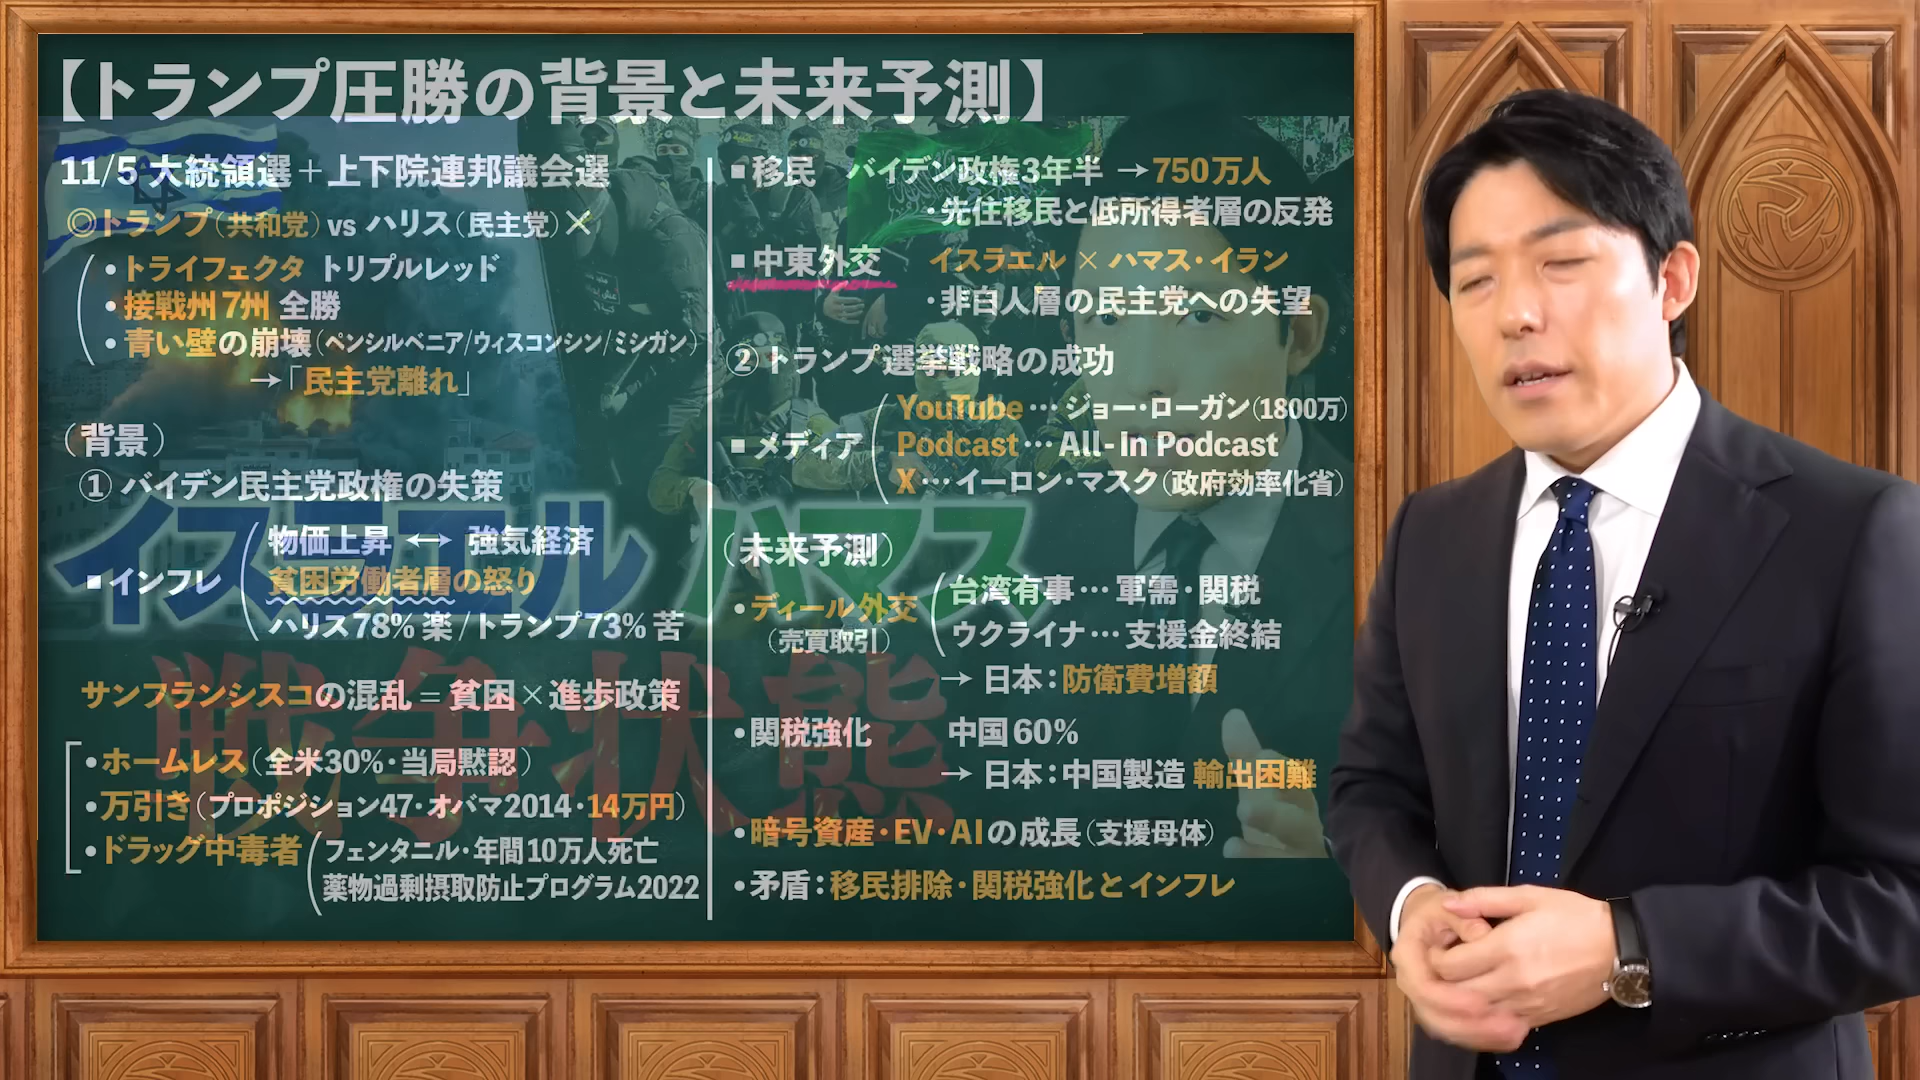 【トランプ圧勝の背景と未来予測】
11/5 大統領選＋上下院連邦議会選
◎トランプ（共和党）vs ハリス（民主党）×
・トライフェクタ トリプルレッド
・接戦州7州 全勝
・青い壁の崩壊（ペンシルベニア/ウィスコンシン/ミシガン）
→「民主党離れ」
（背景）
① バイデン民主党政権の失策
■インフレ
物価上昇 ←→ 強気経済
貧困労働者層の怒り
ハリス78% 楽 / トランプ73% 苦
サンフランシスコの混乱＝貧困×進歩政策
・ホームレス（全米30%・当局黙認）
・万引き（プロポジション47・オバマ2014・14万円）
・ドラッグ中毒者
フェンタニル・年間10万人死亡
薬物過剰摂取防止プログラム2022
■移民 バイデン政権3年半 →750万人
・先住移民と低所得者層の反発
■中東外交 イスラエル × ハマス・イラン
・非白人層の民主党への失望
② トランプ選挙戦略の成功
■メディア
YouTube…ジョー・ローガン（1800万）
Podcast…All-In Podcast
X…イーロン・マスク（政府効率化省）
（未来予測）
・ディール外交
（売買取引）
台湾有事…軍需・関税
ウクライナ…支援金終結
→ 日本：防衛費増額
・関税強化 中国60%
→ 日本：中国製造 輸出困難
・暗号資産・EV・AIの成長（支援母体）
・矛盾：移民排除・関税強化とインフレ
イスラエル ハマス
戦争状態